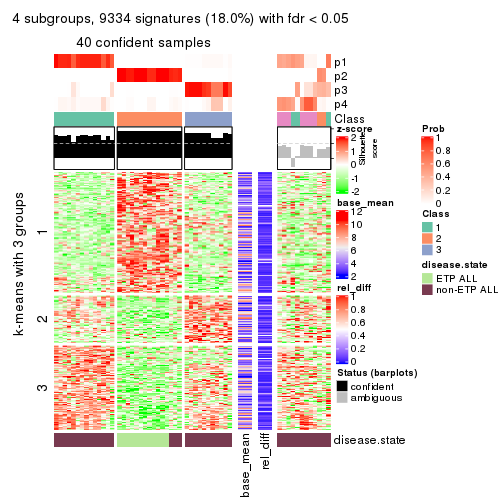 4 subgroups, 9334 signatures (18.0%) with fdr < 0.05
40 confident samples
p1
p2
p3
p4
Class
z-score
2
1
0
-1
-2
Silhouette
score
base_mean
12
10
8
6
4
2
rel_diff
1
0.8
0.6
0.4
0.2
0
Status (barplots)
confident
ambiguous
Prob
1
0.8
0.6
0.4
0.2
0
Class
1
2
3
disease.state
ETP ALL
non-ETP ALL
k-means with 3 groups
1
2
3
base_mean
rel_diff
disease.state